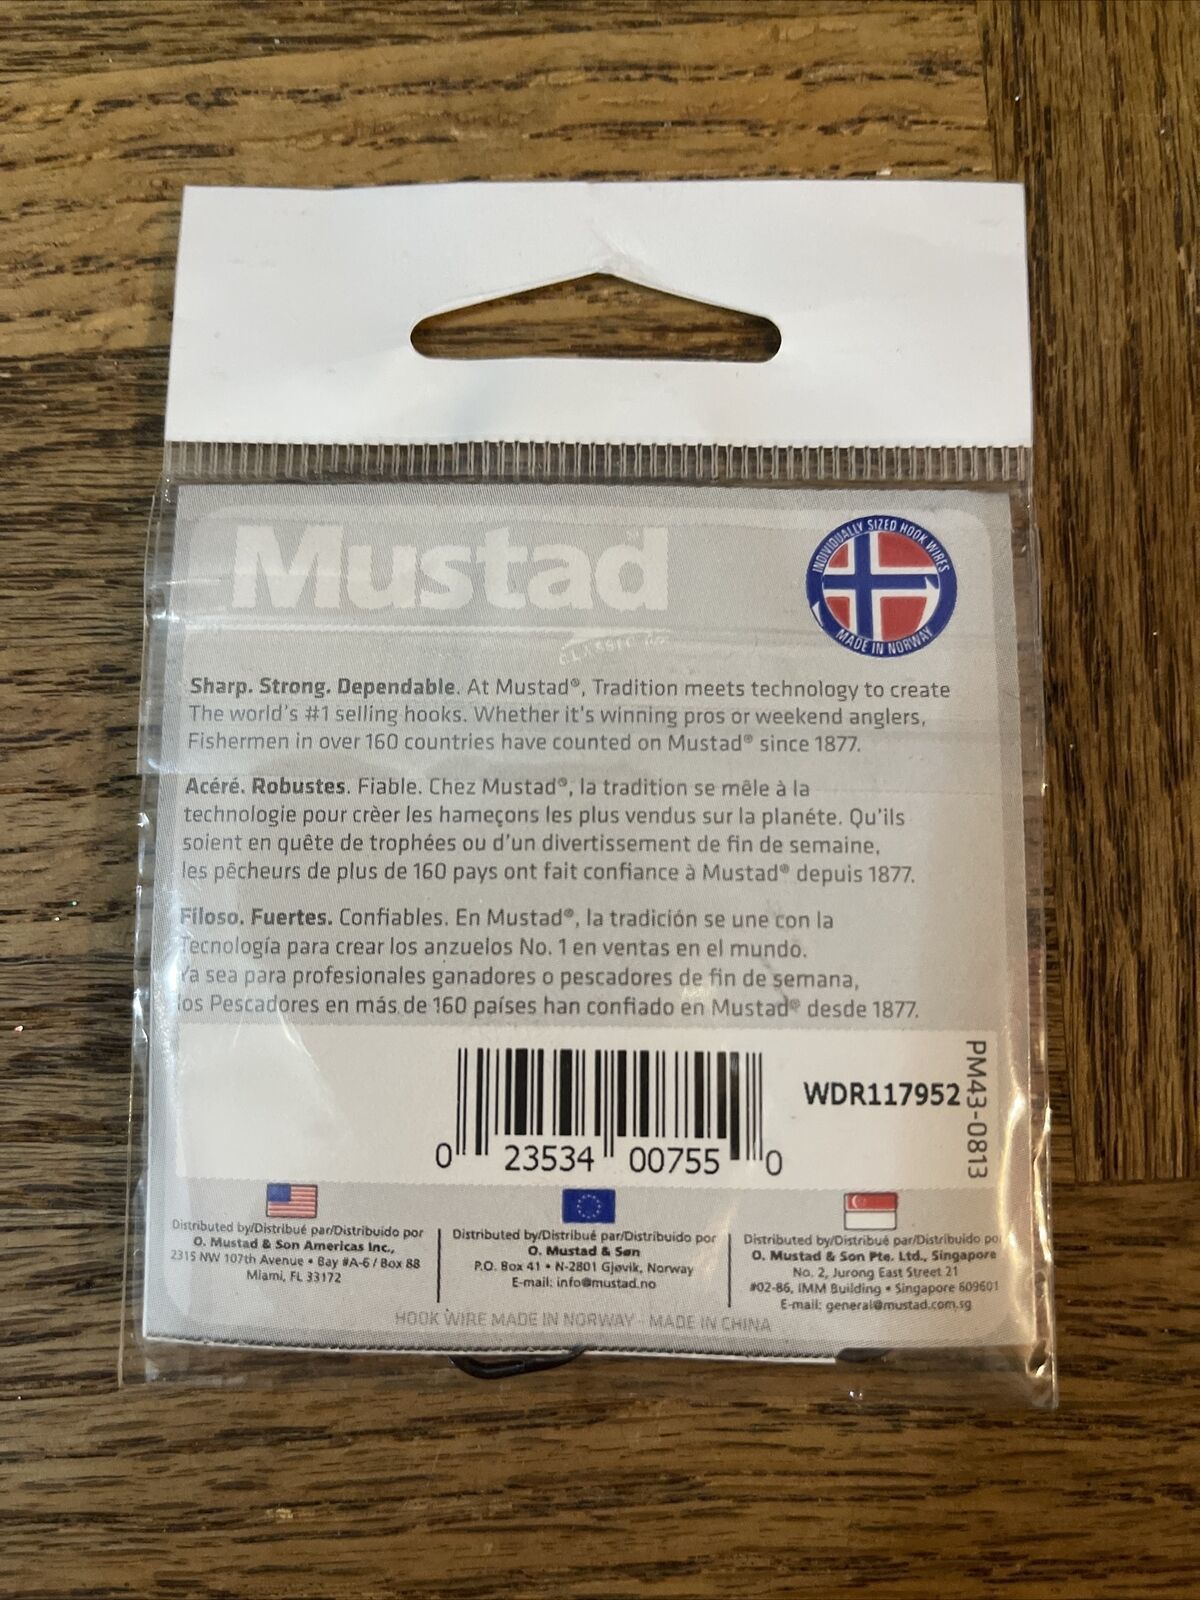 Mustad®
INDIVIDUALLY SIZED HOOK WIRES
MADE IN NORWAY
Sharp. Strong. Dependable. At Mustad®, Tradition meets technology to create
The world's #1 selling hooks. Whether it's winning pros or weekend anglers,
Fishermen in over 160 countries have counted on Mustad® since 1877.
Acéré. Robustes. Fiable. Chez Mustad®, la tradition se mêle à la
technologie pour crèer les hameçons les plus vendus sur la planéte. Qu'ils
soient en quête de trophées ou d'un divertissement de fin de semaine,
les pêcheurs de plus de 160 pays ont fait confiance à Mustad® depuis 1877.
Filoso. Fuertes. Confiables. En Mustad®, la tradición se une con la
Tecnología para crear los anzuelos No. 1 en ventas en el mundo.
Ya sea para profesionales ganadores o pescadores de fin de semana,
los Pescadores en más de 160 países han confiado en Mustad® desde 1877.
WDR117952
PM43-0813
0 23534 00755 0
Distributed by/Distribué par/Distribuido por
O. Mustad & Son Americas Inc.,
2315 NW 107th Avenue • Bay #A-6 / Box 88
Miami, FL 33172
Distributed by/Distribué par/Distribuido por
O. Mustad & Søn
P.O. Box 41 • N-2801 Gjøvik, Norway
E-mail: info@mustad.no
Distributed by/Distribué par/Distribuido po
O. Mustad & Son Pte. Ltd., Singapore
No. 2, Jurong East Street 21
#02-86, IMM Building • Singapore 609601
E-mail: general@mustad.com.sg
HOOK WIRE MADE IN NORWAY - MADE IN CHINA